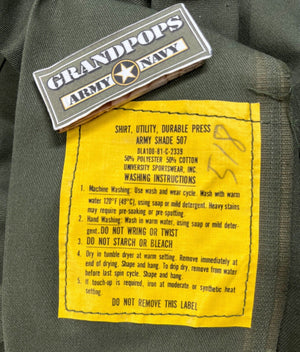 GRANDPOPS
ARMY NAVY
SHIRT, UTILITY, DURABLE PRESS
ARMY SHADE 507
DLA100-81-C-2339
50% POLYESTER 50% COTTON
UNIVERSITY SPORTSWEAR, INC.
WASHING INSTRUCTIONS
1. Machine Washing: Use wash and wear cycle. Wash with warm
water 120°F (49°C), using soap or mild detergent. Heavy stains
may require pre-soaking or pre-spotting.
2. Hand Washing: Wash in warm water, using soap or mild deter-
gent. DO NOT WRING OR TWIST
3. DO NOT STARCH OR BLEACH
4. Dry in tumble dryer at warm setting. Remove immediately at
end of drying. Shape and hang. To drip dry, remove from water
before last spin cycle. Shape and hang.
5. If touch-up is required, iron at moderate or synthetic heat
setting.
DO NOT REMOVE THIS LABEL